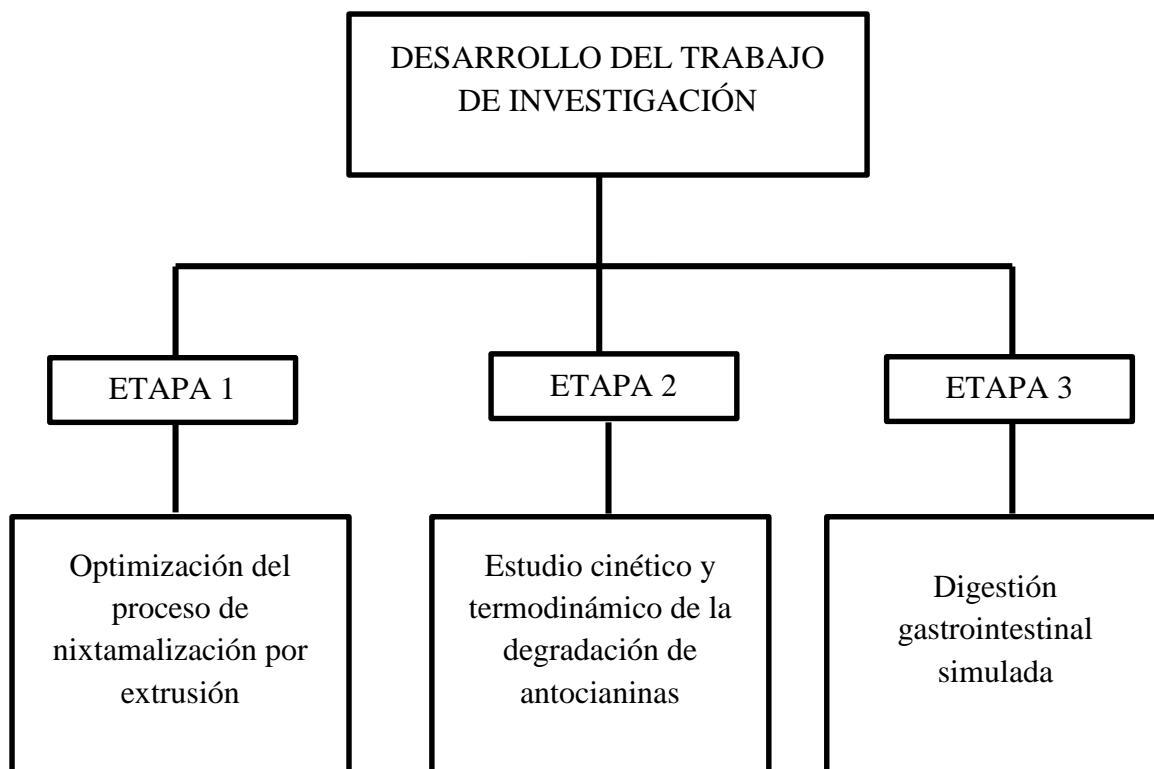 DESARROLLO DEL TRABAJO
DE INVESTIGACIÓN
ETAPA 1
ETAPA 2
ETAPA 3
Optimización del
proceso de
nixtamalización por
extrusión
Estudio cinético y
termodinámico de la
degradación de
antocianinas
Digestión
gastrointestinal
simulada